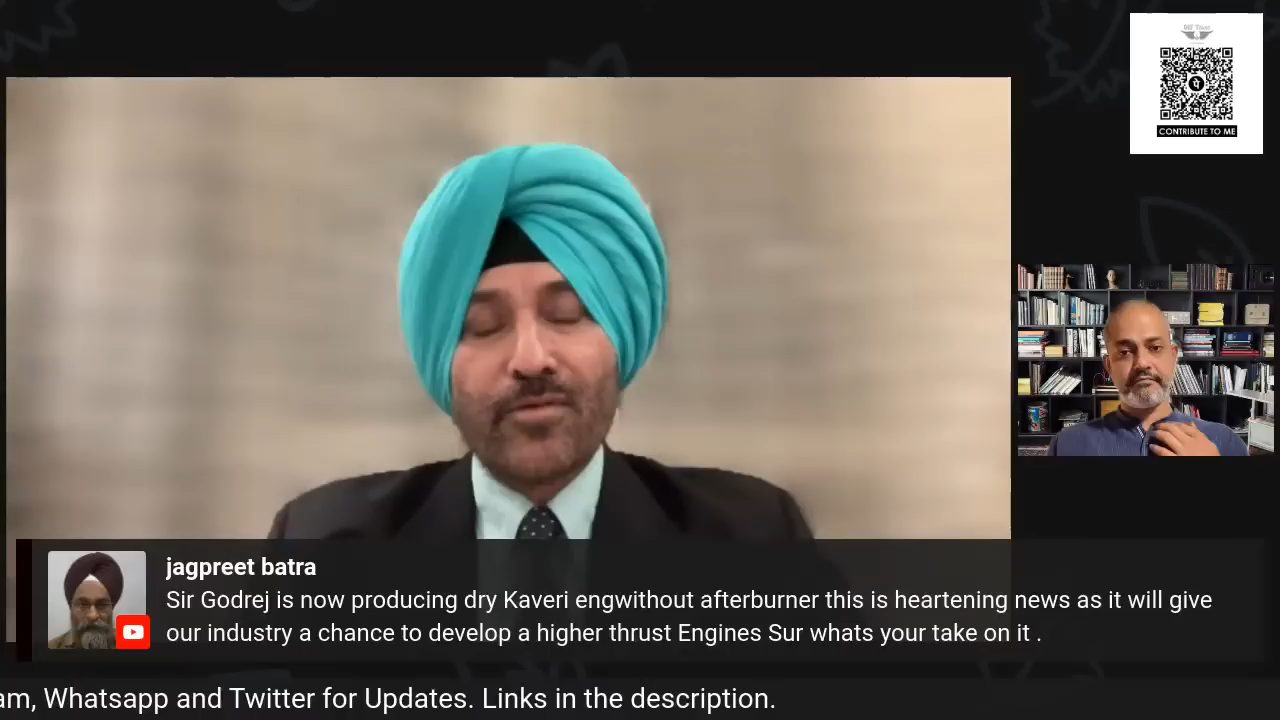 CONTRIBUTE TO ME
jagpreet batra
Sir Godrej is now producing dry Kaveri engwithout afterburner this is heartening news as it will give
our industry a chance to develop a higher thrust Engines Sur whats your take on it .
am, Whatsapp and Twitter for Updates. Links in the description.